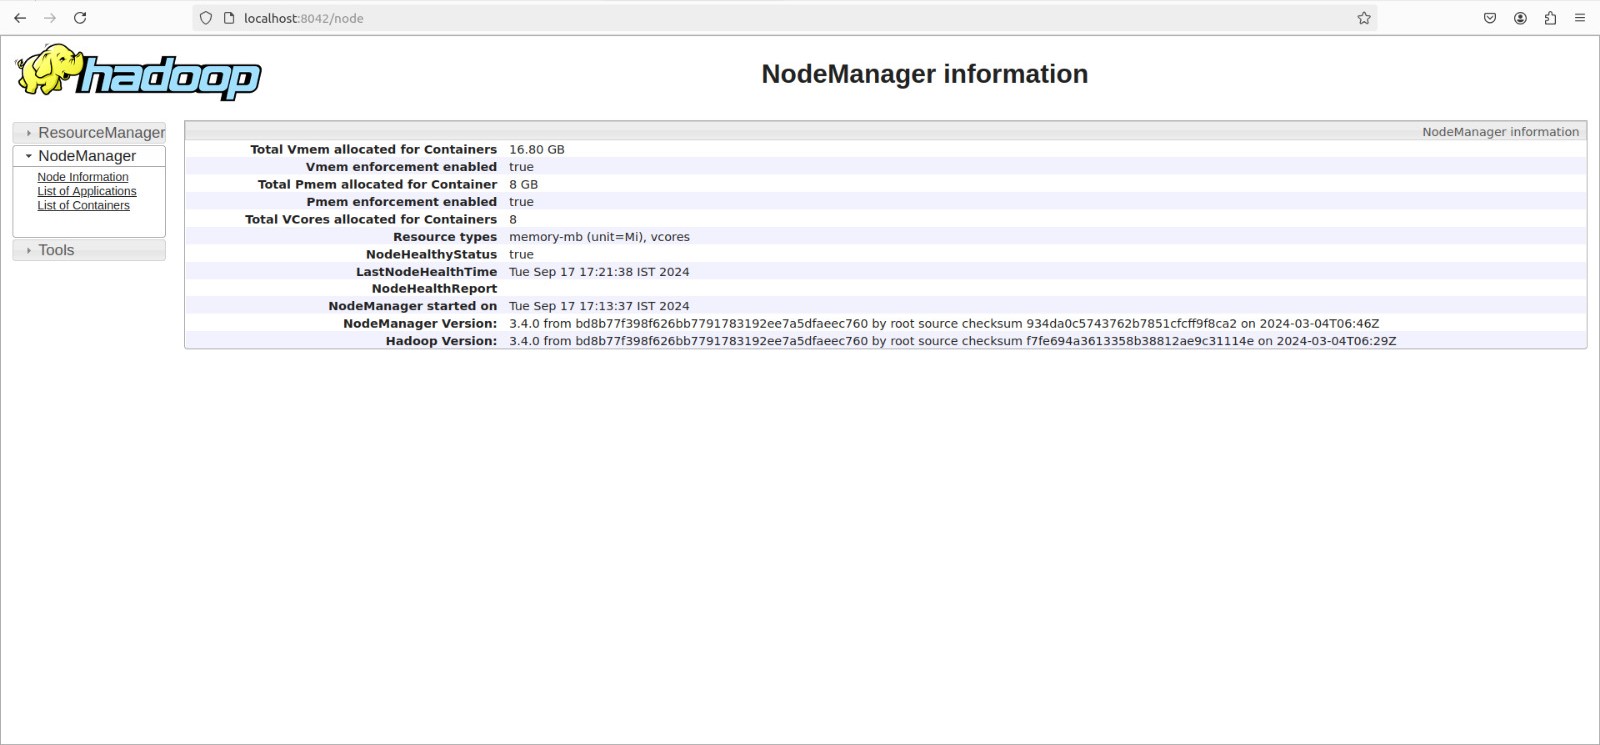 localhost:8042/node
hadoop
NodeManager information
ResourceManager
NodeManager
Node Information
List of Applications
List of Containers
Tools
NodeManager information
Total Vmem allocated for Containers 16.80 GB
Vmem enforcement enabled true
Total Pmem allocated for Container 8 GB
Pmem enforcement enabled true
Total VCores allocated for Containers 8
Resource types memory-mb (unit=Mi), vcores
NodeHealthyStatus true
LastNodeHealthTime Tue Sep 17 17:21:38 IST 2024
NodeHealthReport
NodeManager started on Tue Sep 17 17:13:37 IST 2024
NodeManager Version: 3.4.0 from bd8b77f398f626bb7791783192ee7a5dfaeec760 by root source checksum 934da0c5743762b7851cfcff9f8ca2 on 2024-03-04T06:46Z
Hadoop Version: 3.4.0 from bd8b77f398f626bb7791783192ee7a5dfaeec760 by root source checksum f7fe694a3613358b38812ae9c31114e on 2024-03-04T06:29Z